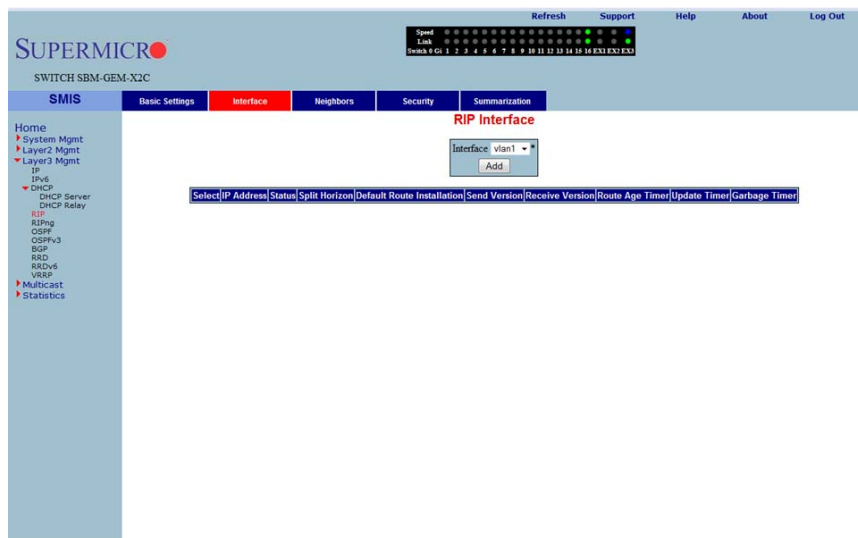 Refresh Support Help About Log Out
SUPERMICRO
SWITCH SBM-GEM-X2C
Speed
Link
Switch 0 Gi 1 2 3 4 5 6 7 8 9 10 11 12 13 14 15 16 EX1 EX2 EX3
SMIS
Basic Settings Interface Neighbors Security Summarization
Home
System Mgmt
Layer2 Mgmt
Layer3 Mgmt
IP
IPv6
DHCP
DHCP Server
DHCP Relay
RIP
RIPng
OSPF
OSPFv3
BGP
RRD
RRDv6
VRRP
Multicast
Statistics
RIP Interface
Interface vlan1 *
Add
Select IP Address Status Split Horizon Default Route Installation Send Version Receive Version Route Age Timer Update Timer Garbage Timer